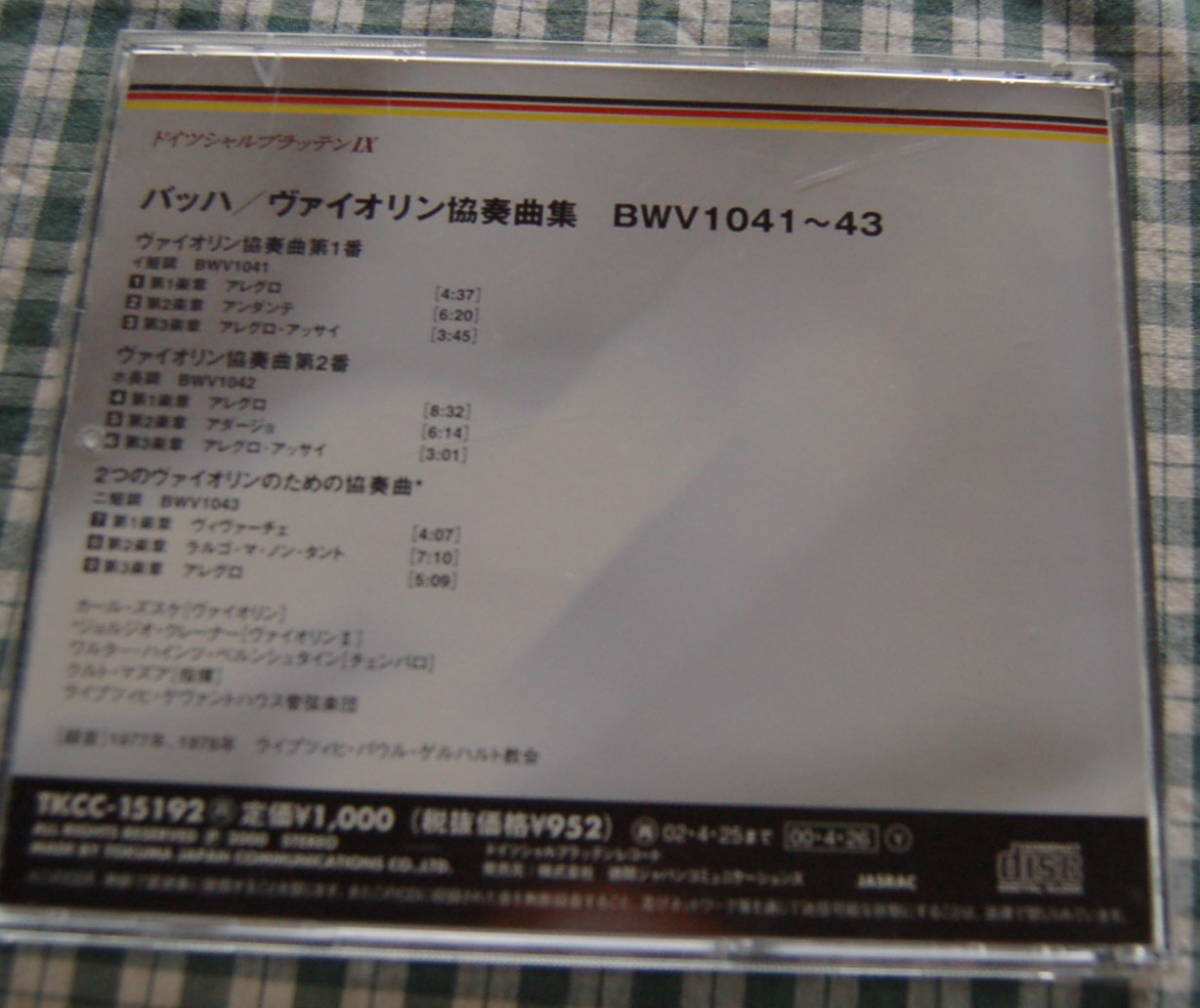 ドイツシャルプラッテンIX
バッハ／ヴァイオリン協奏曲集 BWV1041～43
ヴァイオリン協奏曲第1番
イ短調 BWV1041
1 第1楽章 アレグロ [4:37]
2 第2楽章 アンダンテ [6:20]
3 第3楽章 アレグロ・アッサイ [3:45]
ヴァイオリン協奏曲第2番
ホ長調 BWV1042
4 第1楽章 アレグロ [8:32]
5 第2楽章 アダージョ [6:14]
6 第3楽章 アレグロ・アッサイ [3:01]
2つのヴァイオリンのための協奏曲*
ニ短調 BWV1043
7 第1楽章 ヴィヴァーチェ [4:07]
8 第2楽章 ラルゴ・マ・ノン・タント [7:10]
9 第3楽章 アレグロ [5:09]
カール・ズスケ[ヴァイオリン]
*ジョルジオ・クレーナー[ヴァイオリンⅡ]
ワルター・ハインツ・ベルンシュタイン[チェンバロ]
クルト・マズア[指揮]
ライプツィヒ・ゲヴァントハウス管弦楽団
[録音]1977年、1978年 ライプツィヒ・パウル・ゲルハルト教会
TKCC-15192 定価¥1,000 (税抜価格¥952) 再 02・4・25まで 00・4・26 Y
ALL RIGHTS RESERVED Ⓟ 2000 STEREO
ドイツシャルプラッテンレコード
MADE BY TOKUMA JAPAN COMMUNICATIONS CO.,LTD.
発売元：株式会社 徳間ジャパンコミュニケーションズ JASRAC
disc